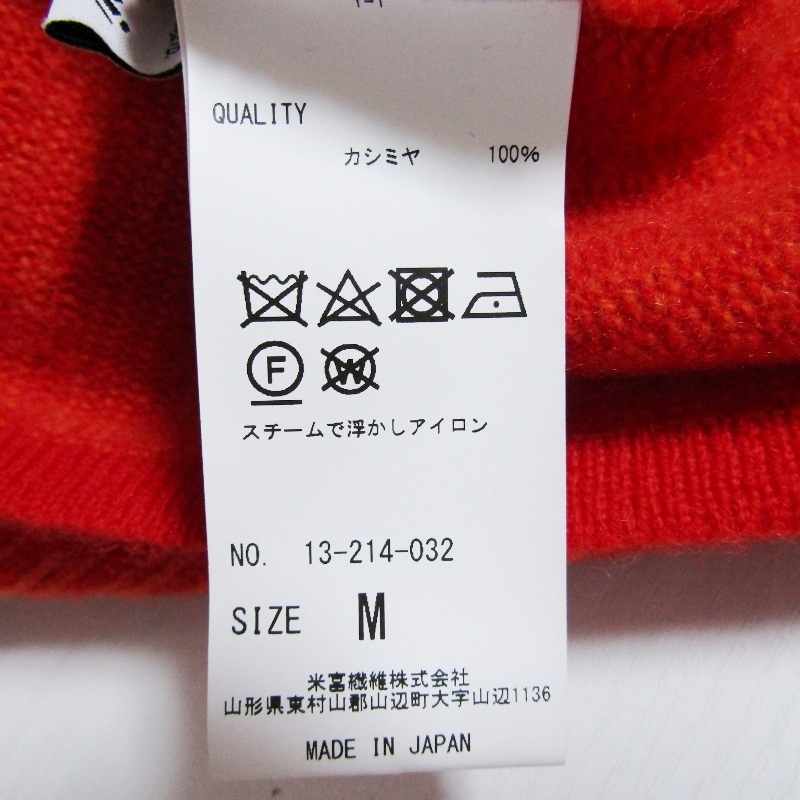 QUALITY
カシミヤ 100%
F
W
スチームで浮かしアイロン
NO. 13-214-032
SIZE M
米富繊維株式会社
山形県東村山郡山辺町大字山辺1136
MADE IN JAPAN